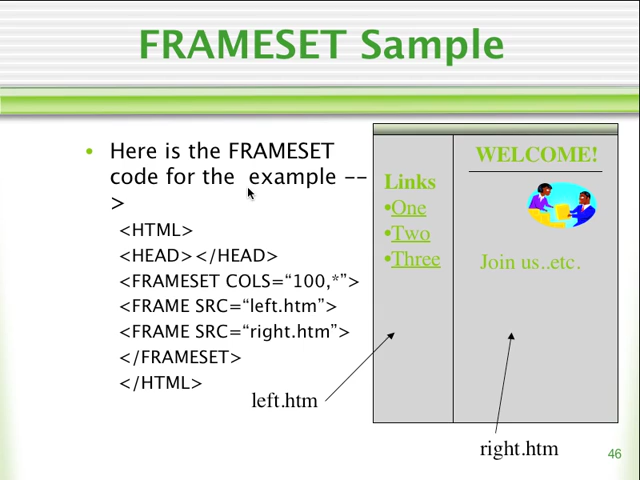 FRAMESET Sample
• Here is the FRAMESET
code for the example --
>
<HTML>
<HEAD></HEAD>
<FRAMESET COLS=“100,*”>
<FRAME SRC=“left.htm”>
<FRAME SRC=“right.htm”>
</FRAMESET>
</HTML>
left.htm
Links
•One
•Two
•Three
WELCOME!
Join us..etc.
right.htm
46